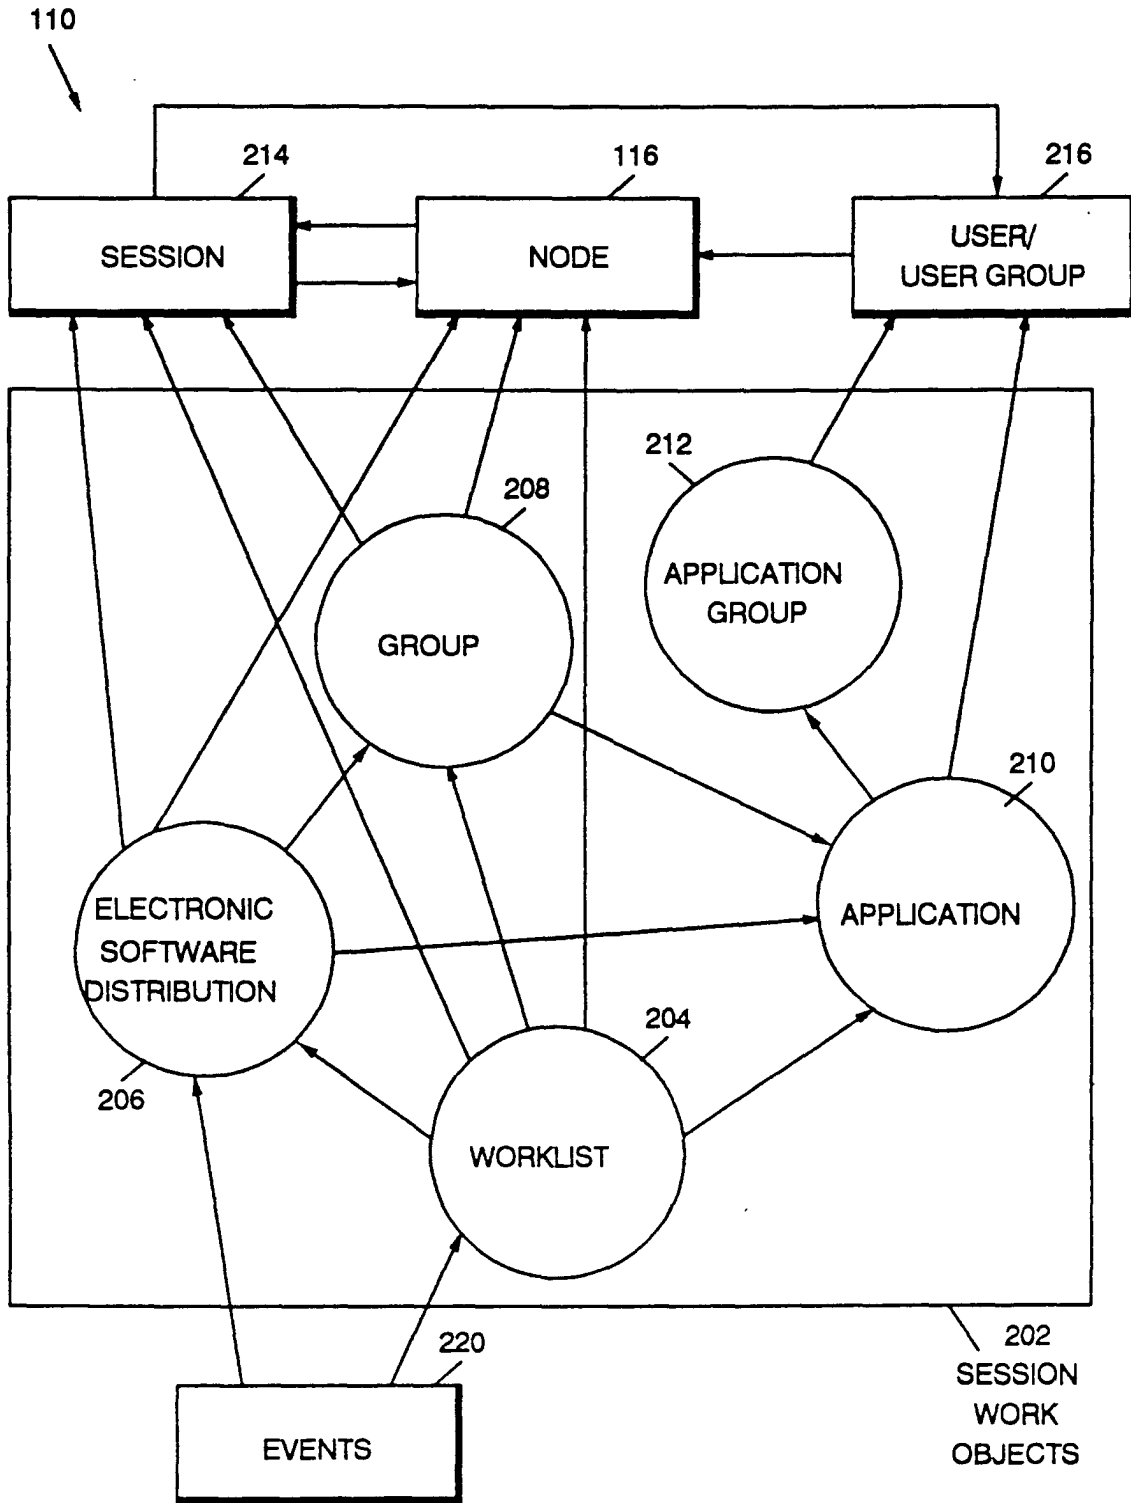 110
214
116
216
SESSION
NODE
USER/
USER GROUP
212
208
APPLICATION
GROUP
GROUP
210
ELECTRONIC
SOFTWARE
DISTRIBUTION
APPLICATION
204
206
WORKLIST
220
202
SESSION
WORK
OBJECTS
EVENTS